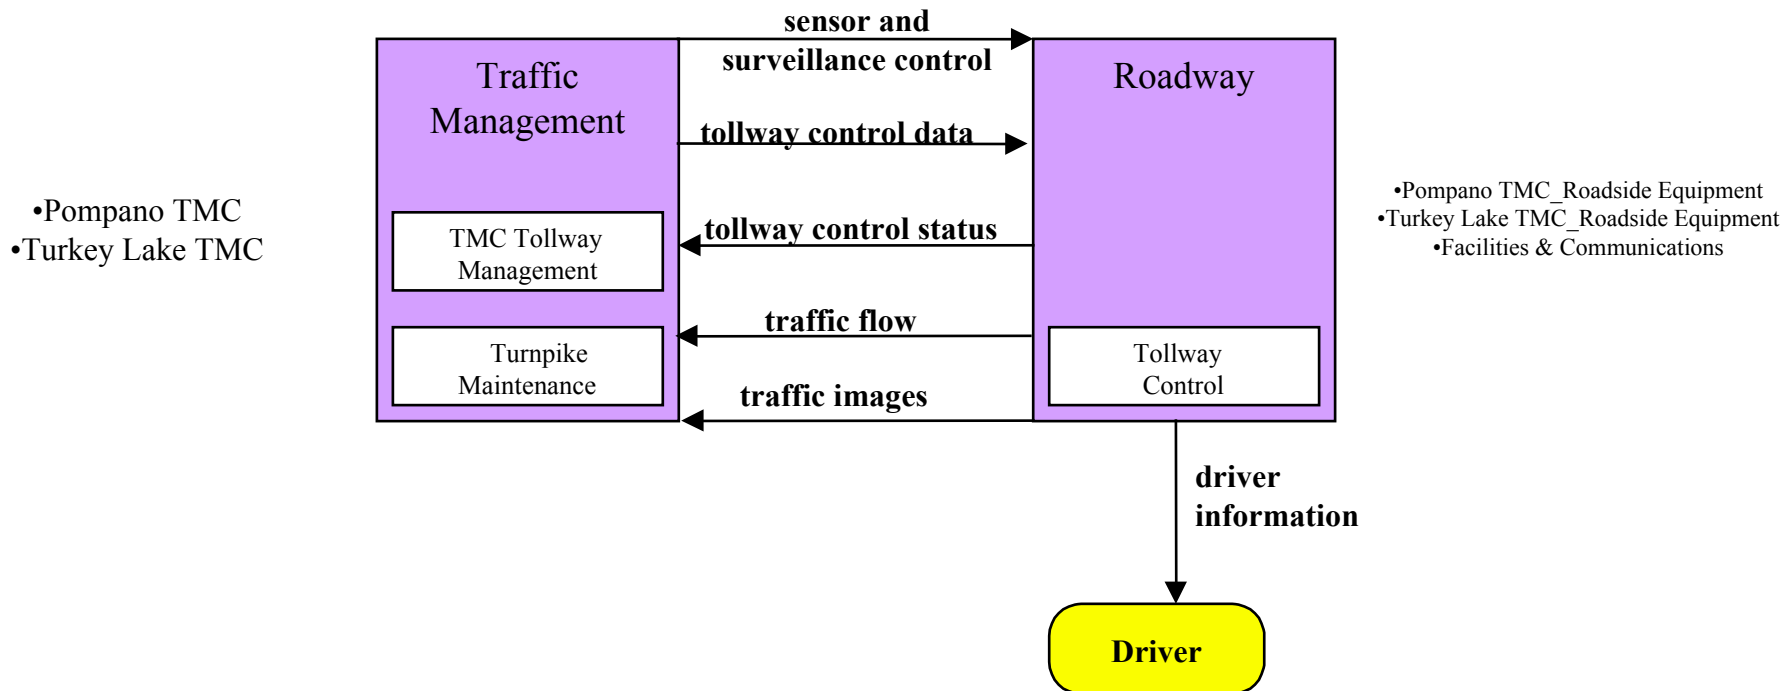 sensor and
surveillance control
Traffic
Management
Roadway
tollway control data
•Pompano TMC
•Turkey Lake TMC
•Pompano TMC_Roadside Equipment
•Turkey Lake TMC_Roadside Equipment
•Facilities & Communications
TMC Tollway
Management
tollway control status
traffic flow
Turnpike
Maintenance
Tollway
Control
traffic images
driver
information
Driver